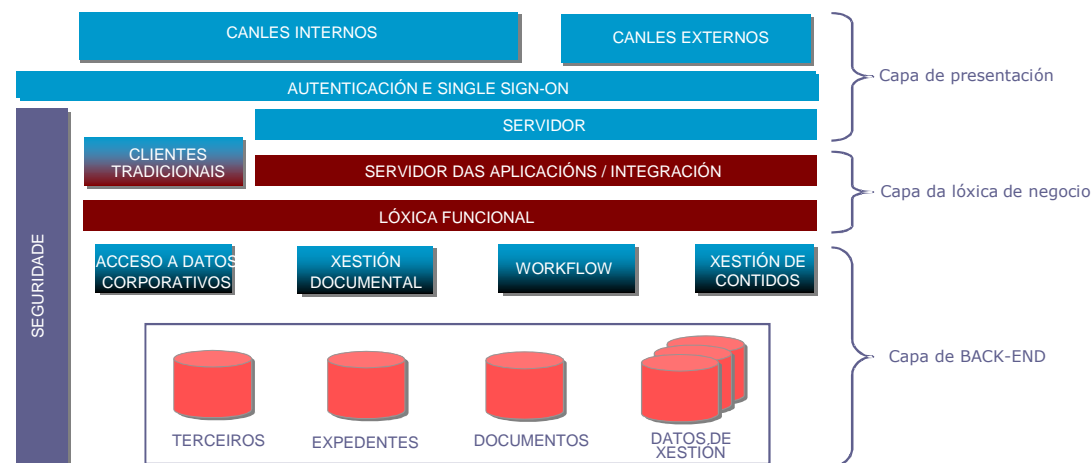 CANLES INTERNOS
CANLES EXTERNOS
Capa de presentación
AUTENTICACIÓN E SINGLE SIGN-ON
SERVIDOR
CLIENTES
TRADICIONAIS
SERVIDOR DAS APLICACIÓNS / INTEGRACIÓN
Capa da lóxica de negocio
LÓXICA FUNCIONAL
SEGURIDADE
ACCESO A DATOS
CORPORATIVOS
XESTIÓN
DOCUMENTAL
WORKFLOW
XESTIÓN DE
CONTIDOS
Capa de BACK-END
TERCEIROS
EXPEDENTES
DOCUMENTOS
DATOS DE
XESTIÓN